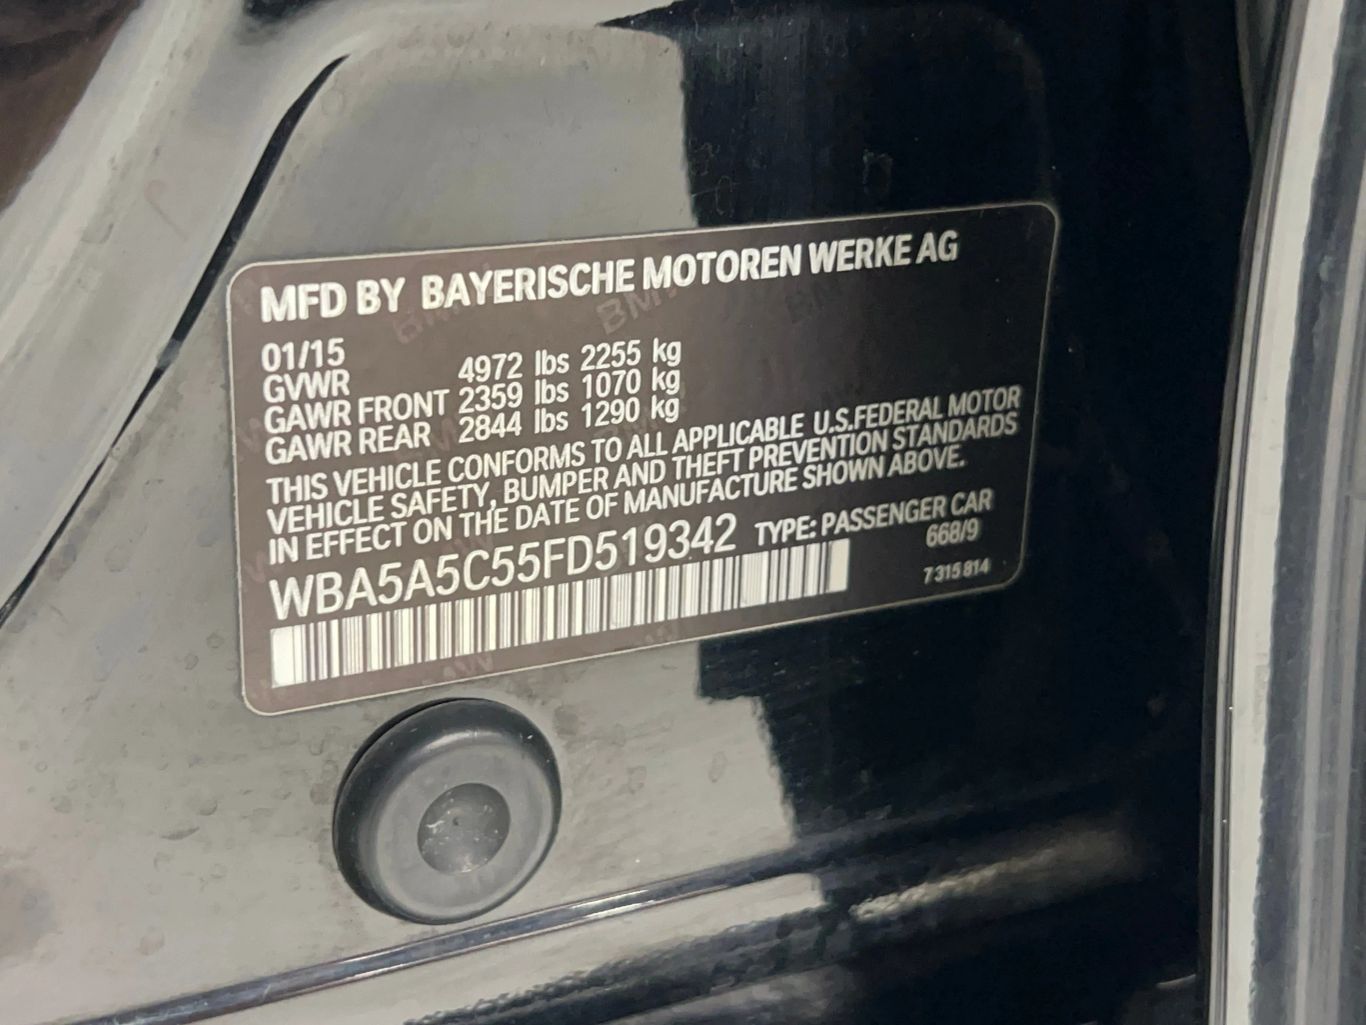 MFD BY BAYERISCHE MOTOREN WERKE AG
01/15
GVWR 4972 lbs 2255 kg
GAWR FRONT 2359 lbs 1070 kg
GAWR REAR 2844 lbs 1290 kg
THIS VEHICLE CONFORMS TO ALL APPLICABLE U.S.FEDERAL MOTOR
VEHICLE SAFETY, BUMPER AND THEFT PREVENTION STANDARDS
IN EFFECT ON THE DATE OF MANUFACTURE SHOWN ABOVE.
WBA5A5C55FD519342 TYPE: PASSENGER CAR
668/9
7 315 814